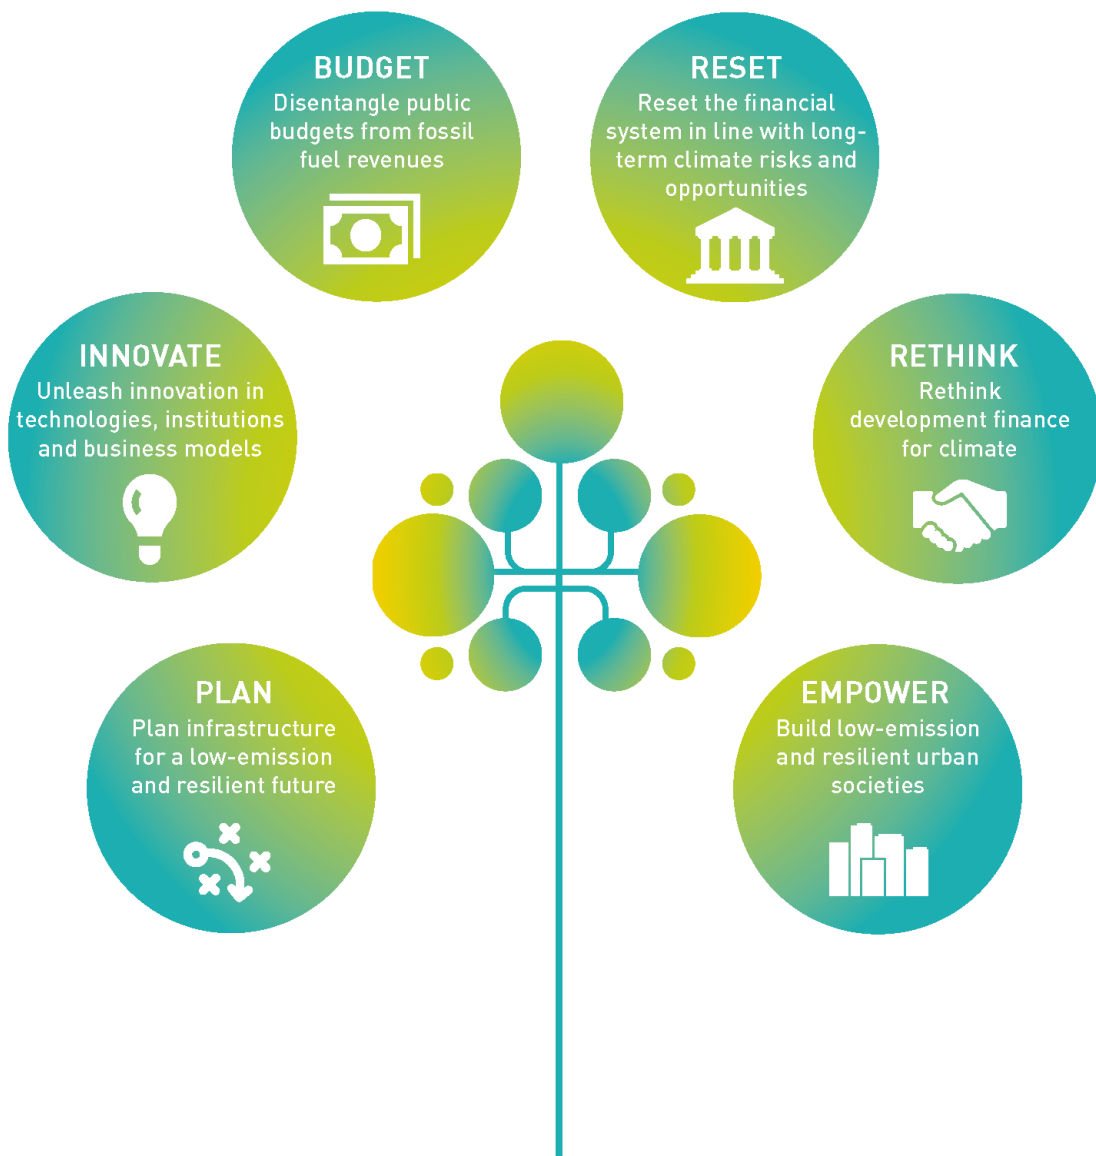 BUDGET
Disentangle public
budgets from fossil
fuel revenues
RESET
Reset the financial
system in line with long-
term climate risks and
opportunities
INNOVATE
Unleash innovation in
technologies, institutions
and business models
RETHINK
Rethink
development finance
for climate
PLAN
Plan infrastructure
for a low-emission
and resilient future
EMPOWER
Build low-emission
and resilient urban
societies